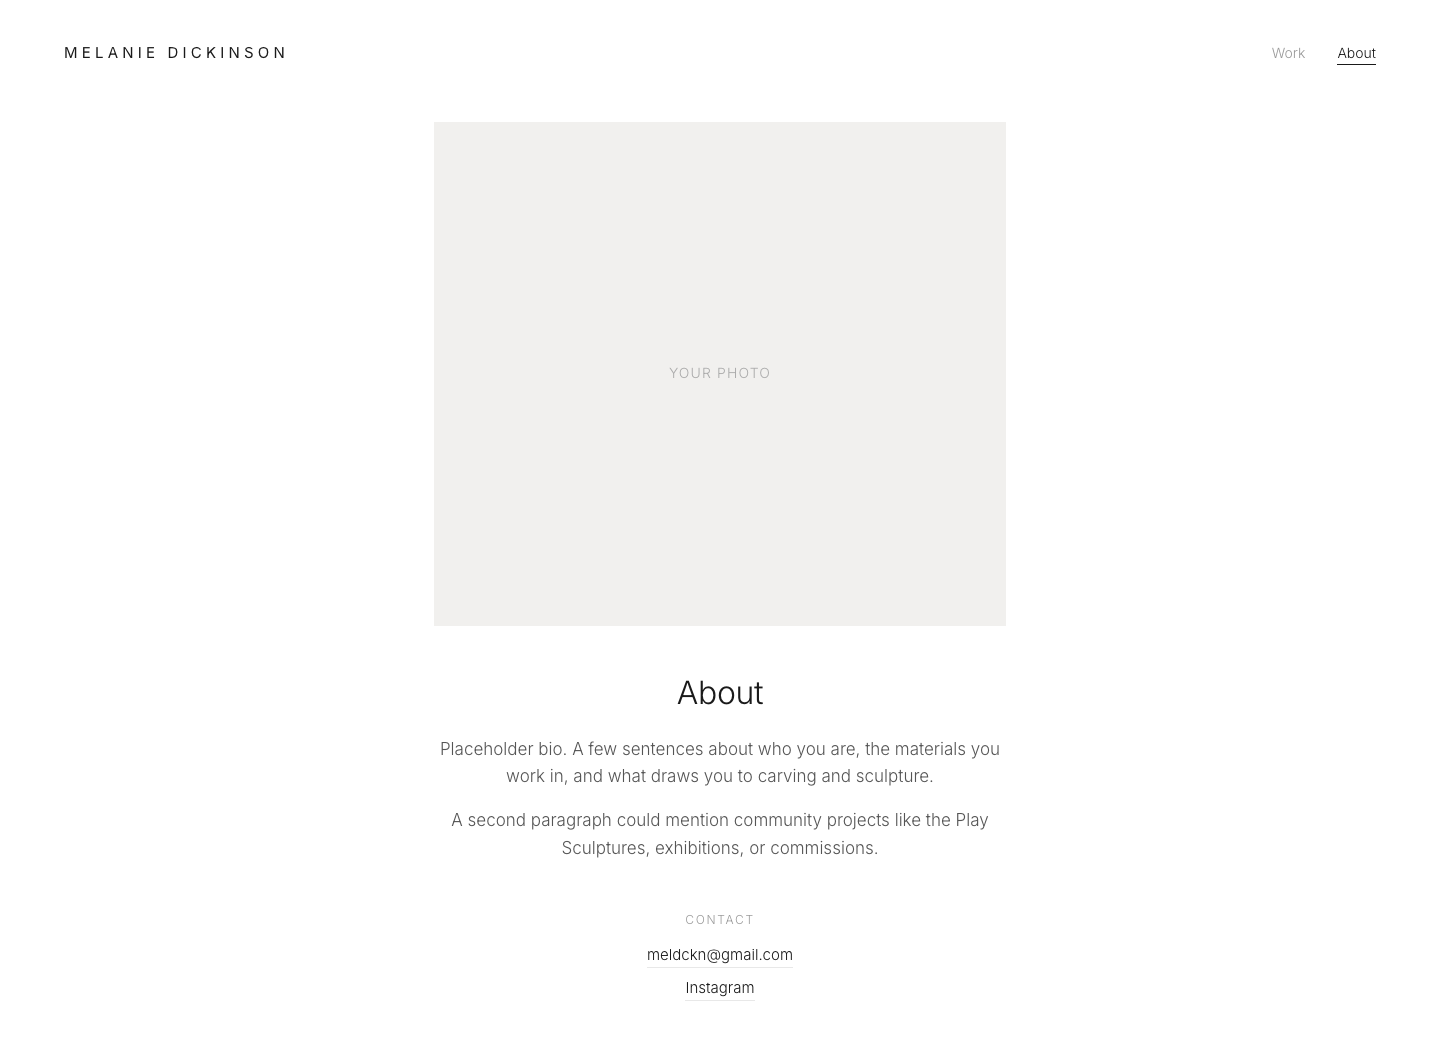 MELANIE DICKINSON
Work
About
YOUR PHOTO
About
Placeholder bio. A few sentences about who you are, the materials you
work in, and what draws you to carving and sculpture.
A second paragraph could mention community projects like the Play
Sculptures, exhibitions, or commissions.
CONTACT
meldckn@gmail.com
Instagram